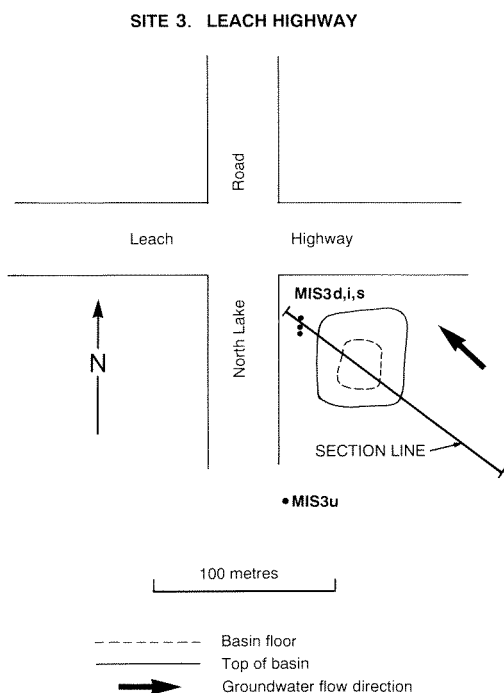 SITE 3. LEACH HIGHWAY
Road
Leach
Highway
MIS3d,i,s
North Lake
N
SECTION LINE
MIS3u
100 metres
Basin floor
Top of basin
Groundwater flow direction